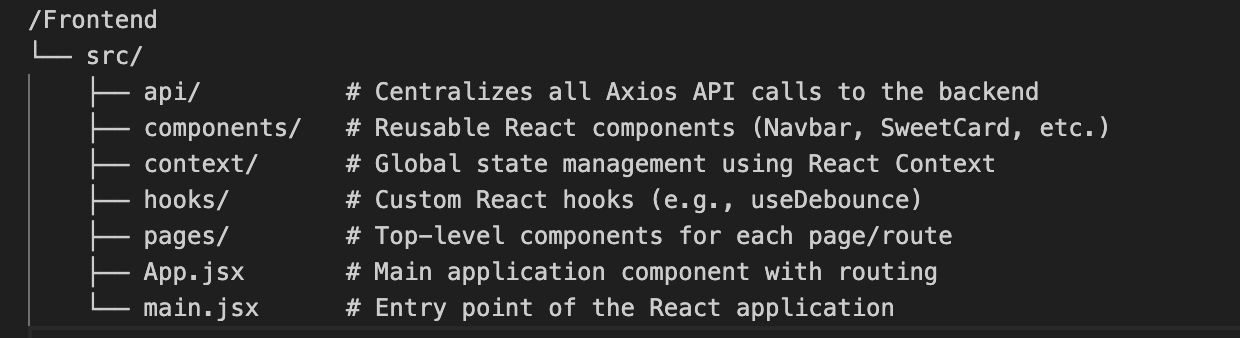 /Frontend
└── src/
    ├── api/          # Centralizes all Axios API calls to the backend
    ├── components/   # Reusable React components (Navbar, SweetCard, etc.)
    ├── context/      # Global state management using React Context
    ├── hooks/        # Custom React hooks (e.g., useDebounce)
    ├── pages/        # Top-level components for each page/route
    ├── App.jsx       # Main application component with routing
    └── main.jsx      # Entry point of the React application